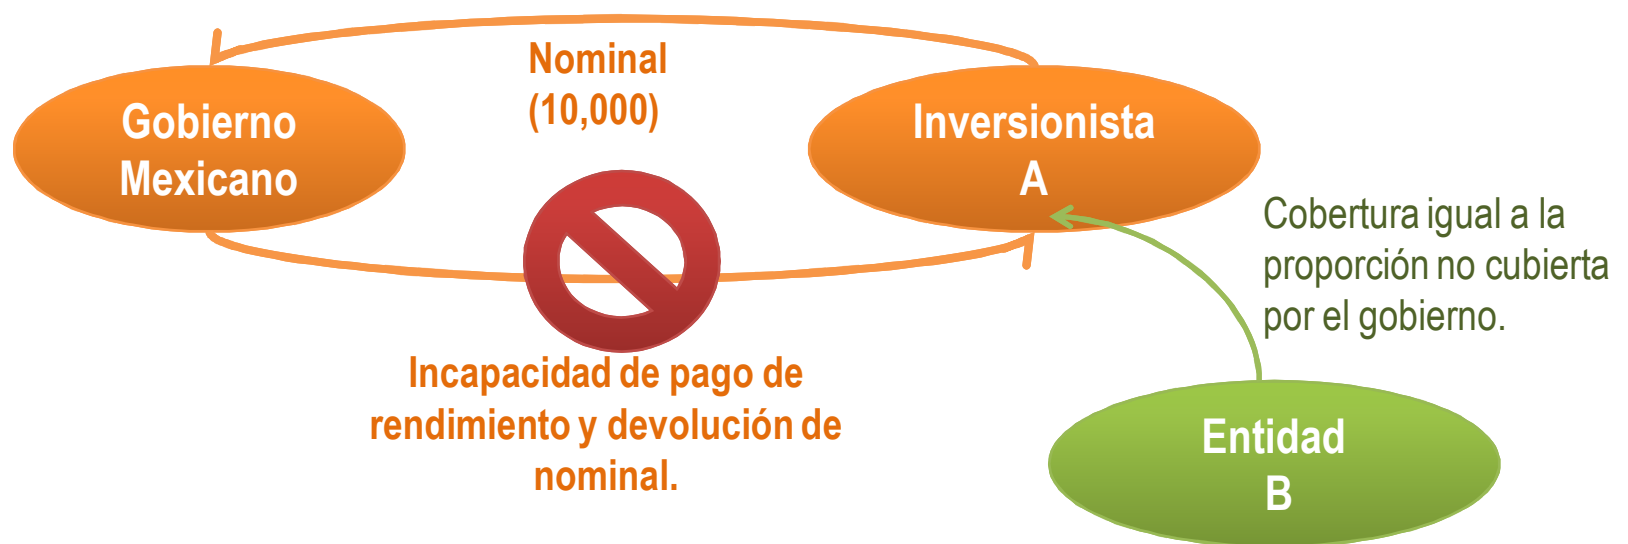 Gobierno
Mexicano
Nominal
(10,000)
Inversionista
A
Cobertura igual a la
proporción no cubierta
por el gobierno.
Incapacidad de pago de
rendimiento y devolución de
nominal.
Entidad
B